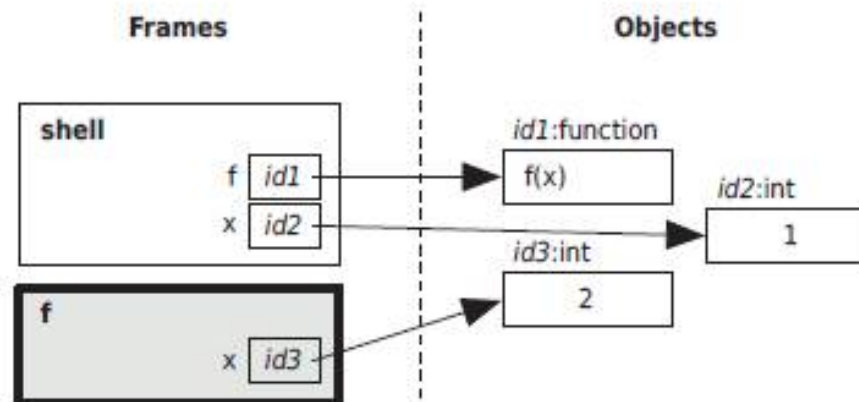 Frames
Objects
shell
id1:function
f id1
f(x)
id2:int
x id2
1
id3:int
2
f
x id3